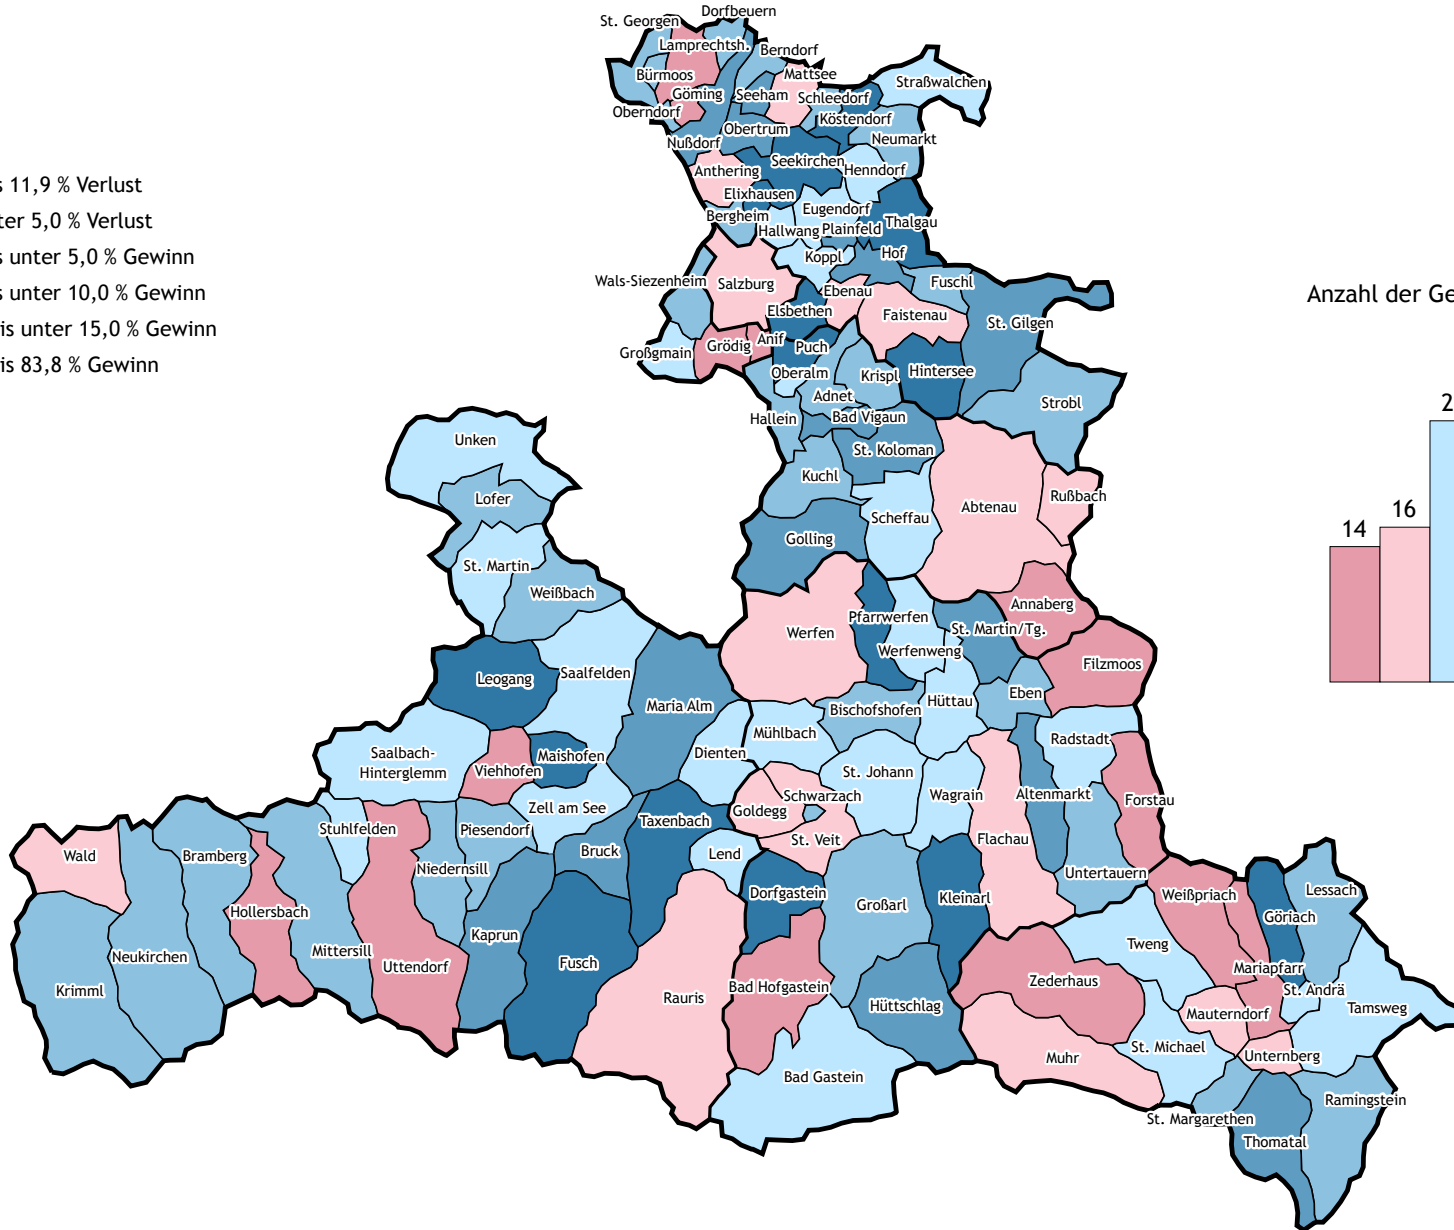 s 11,9 % Verlust
ter 5,0 % Verlust
s unter 5,0 % Gewinn
s unter 10,0 % Gewinn
is unter 15,0 % Gewinn
is 83,8 % Gewinn
Anzahl der Ge
2
14
16
St. Georgen
Dorfbeuern
Lamprechtsh.
Berndorf
Bürmoos
Mattsee
Straßwalchen
Göming
Seeham
Schleedorf
Oberndorf
Köstendorf
Nußdorf
Obertrum
Neumarkt
Anthering
Seekirchen
Henndorf
Elixhausen
Bergheim
Eugendorf
Thalgau
Hallwang
Plainfeld
Koppl
Hof
Wals-Siezenheim
Salzburg
Ebenau
Fuschl
Elsbethen
Faistenau
St. Gilgen
Großgmain
Grödig
Anif
Puch
Oberalm
Krispl
Hintersee
Adnet
Strobl
Hallein
Bad Vigaun
Unken
St. Koloman
Kuchl
Lofer
Scheffau
Abtenau
Rußbach
Golling
St. Martin
Weißbach
Annaberg
Pfarrwerfen
Werfen
St. Martin/Tg.
Werfenweng
Filzmoos
Leogang
Saalfelden
Eben
Maria Alm
Bischofshofen
Hüttau
Mühlbach
Radstadt
Saalbach-
Hinterglemm
Viehhofen
Maishofen
Dienten
St. Johann
Schwarzach
Wagrain
Altenmarkt
Forstau
Zell am See
Goldegg
Stuhlfelden
Piesendorf
Taxenbach
St. Veit
Flachau
Wald
Bramberg
Niedernsill
Bruck
Lend
Untertauern
Dorfgastein
Großarl
Kleinarl
Weißpriach
Lessach
Göriach
Hollersbach
Kaprun
Neukirchen
Mittersill
Uttendorf
Fusch
Tweng
Mariapfarr
Krimml
Rauris
Bad Hofgastein
Zederhaus
St. Andrä
Hüttschlag
Mauterndorf
Tamsweg
St. Michael
Muhr
Unternberg
Bad Gastein
Ramingstein
St. Margarethen
Thomatal